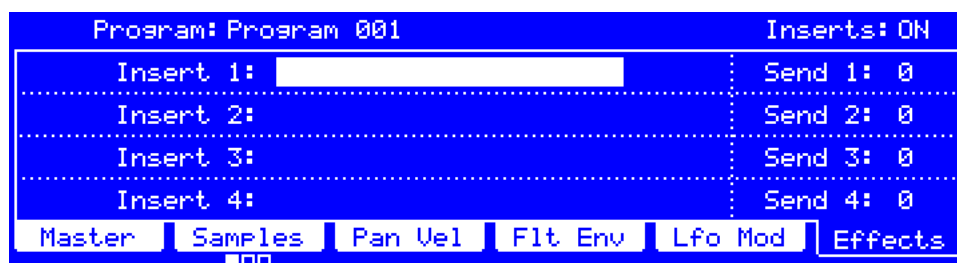 Program: Program 001 Inserts: ON
Insert 1: Send 1: 0
Insert 2: Send 2: 0
Insert 3: Send 3: 0
Insert 4: Send 4: 0
Master Samples Pan Vel Flt Env Lfo Mod Effects